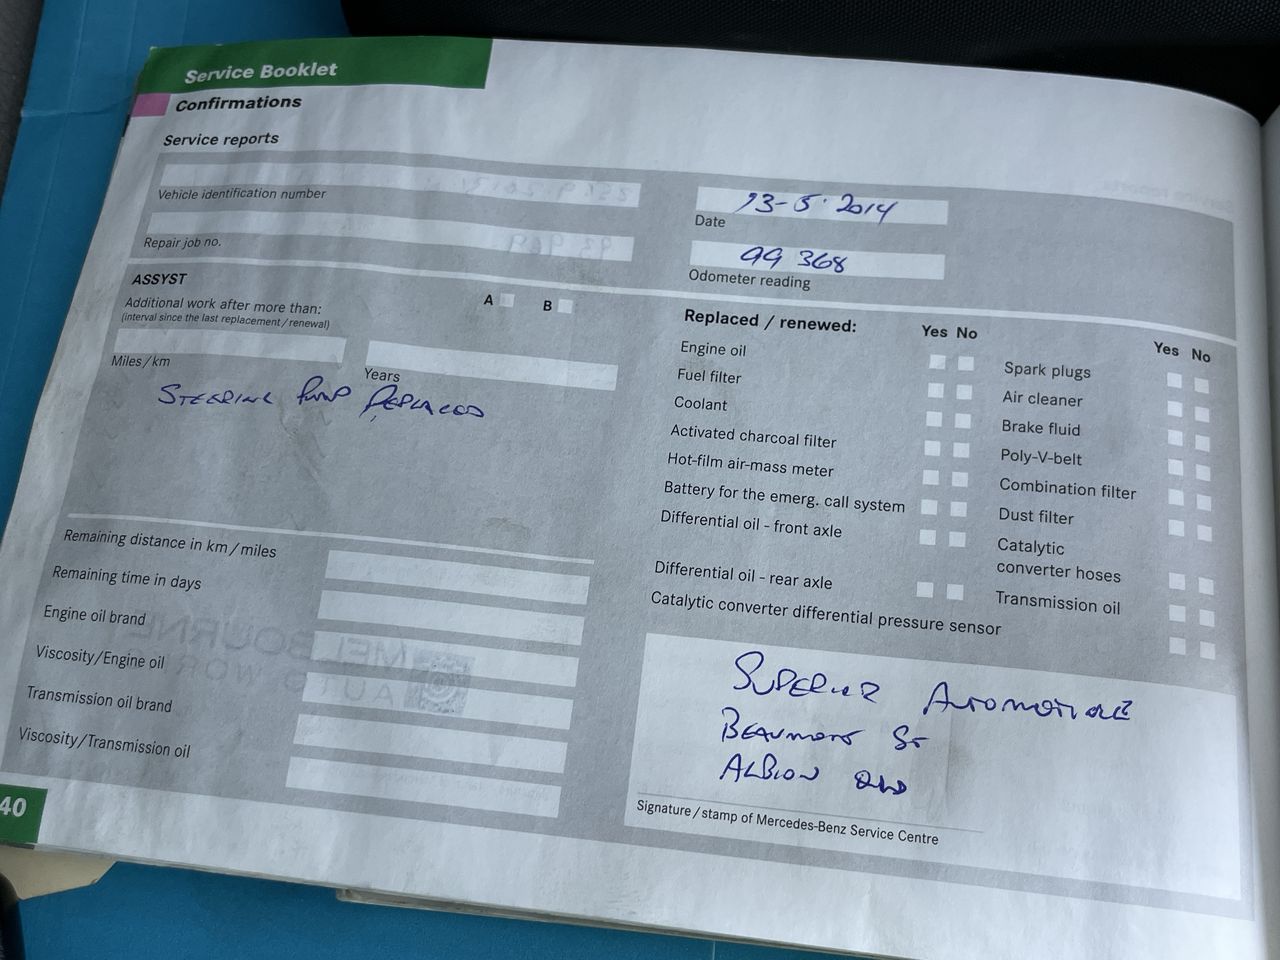 Service Booklet
Confirmations
Service reports
Vehicle identification number
Repair job no.
13-5-2014
Date
99 368
Odometer reading
ASSYST
Additional work after more than:
(interval since the last replacement/renewal)
A
B
Miles/km
Years
STEERING PUMP REPLACED
Remaining distance in km/miles
Remaining time in days
Engine oil brand
Viscosity/Engine oil
Transmission oil brand
Viscosity/Transmission oil
Replaced / renewed:
Yes No
Engine oil
Fuel filter
Coolant
Activated charcoal filter
Hot-film air-mass meter
Battery for the emerg. call system
Differential oil - front axle
Differential oil - rear axle
Catalytic converter differential pressure sensor
Yes No
Spark plugs
Air cleaner
Brake fluid
Poly-V-belt
Combination filter
Dust filter
Catalytic
converter hoses
Transmission oil
SUPERIOR AUTOMOTIVE
BEAUMONT ST
ALBION QLD
Signature/stamp of Mercedes-Benz Service Centre
40
MELBOURNE